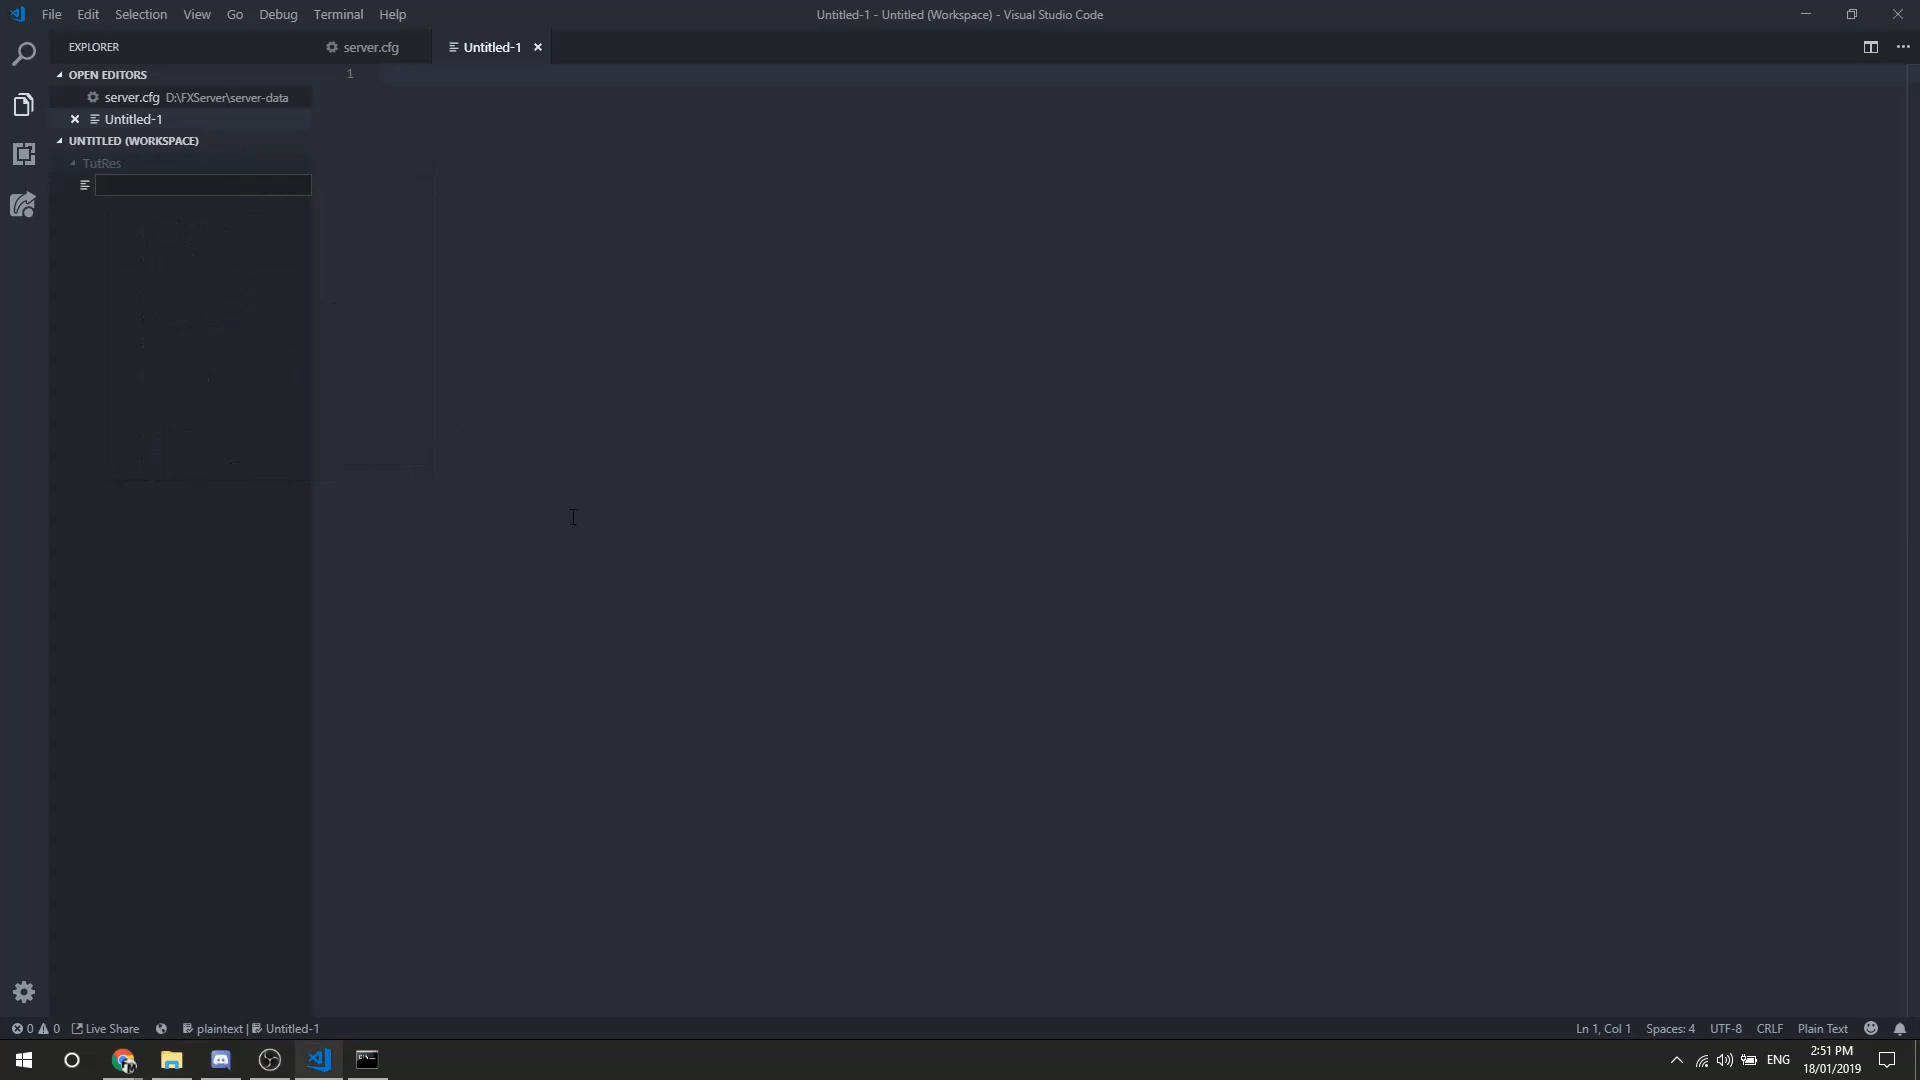 File Edit Selection View Go Debug Terminal Help
Untitled-1 - Untitled (Workspace) - Visual Studio Code
EXPLORER
server.cfg
Untitled-1
OPEN EDITORS
server.cfg D:\FXServer\server-data
Untitled-1
UNTITLED (WORKSPACE)
TutRes
1
0 0 Live Share plaintext | Untitled-1
Ln 1, Col 1 Spaces: 4 UTF-8 CRLF Plain Text
ENG
2:51 PM
18/01/2019